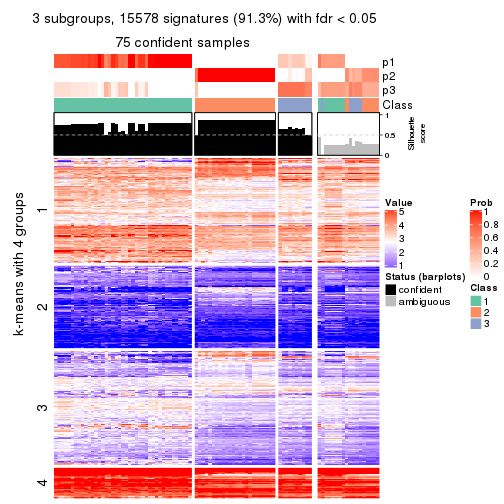 3 subgroups, 15578 signatures (91.3%) with fdr < 0.05
75 confident samples
p1
p2
p3
Class
1
0.5
0
Silhouette
score
k-means with 4 groups
1
2
3
4
Value
5
4
3
2
1
Status (barplots)
confident
ambiguous
Prob
1
0.8
0.6
0.4
0.2
0
Class
1
2
3